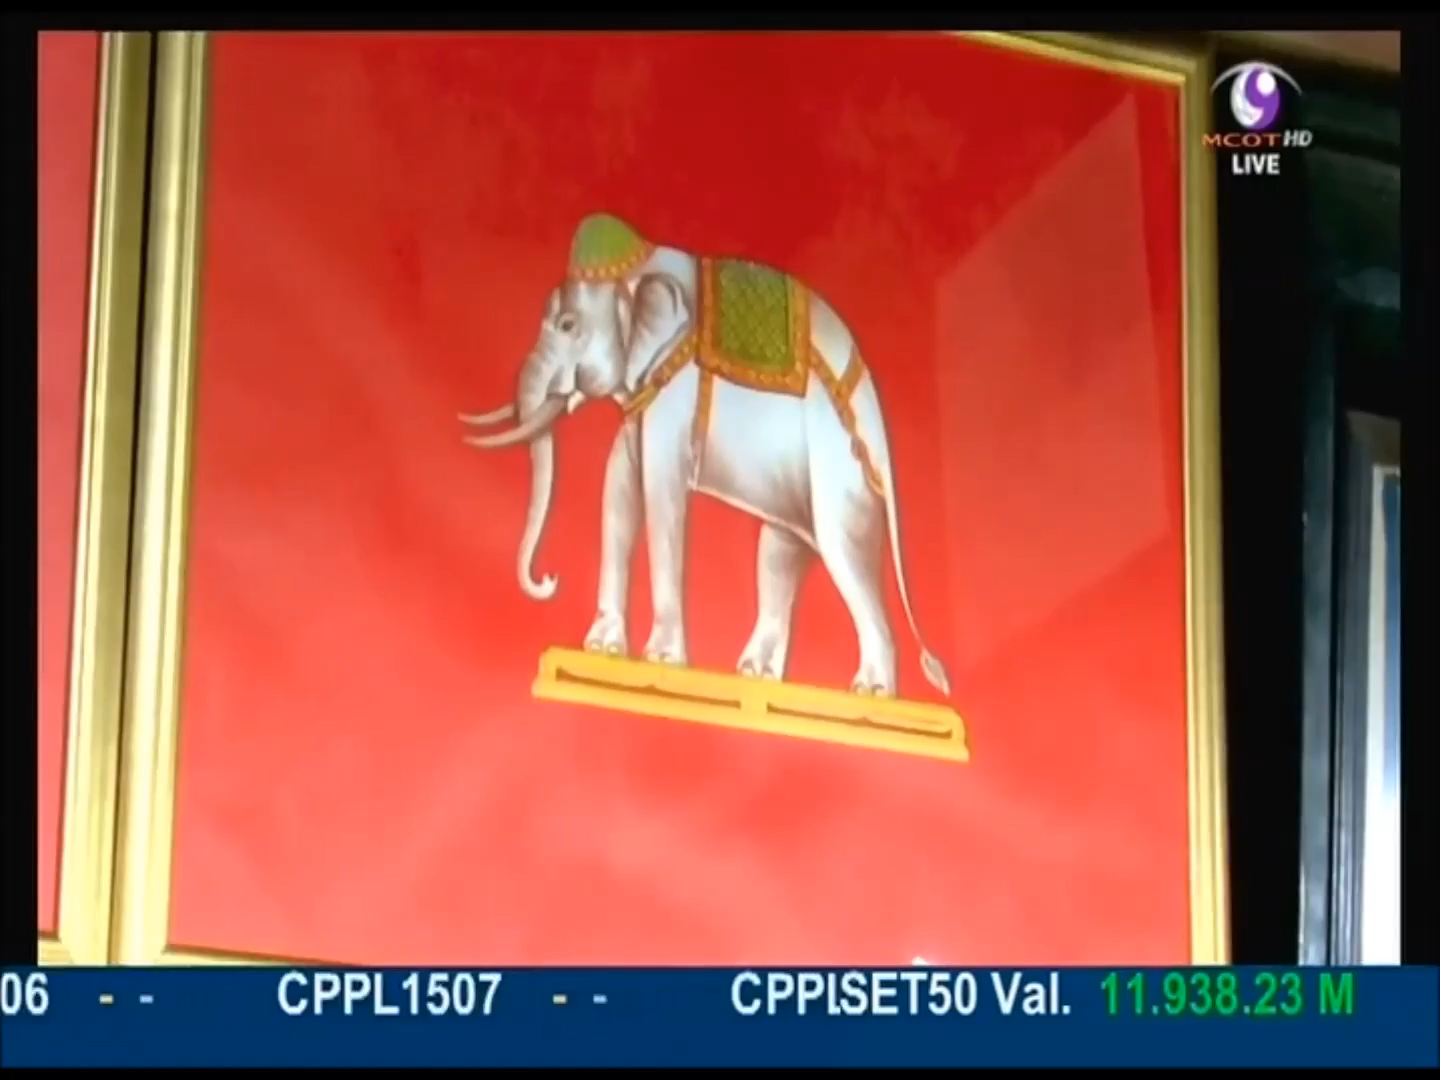 MCOT HD
LIVE
06 - - CPPL1507 - - CPPLSET50 Val. 11.938.23 M